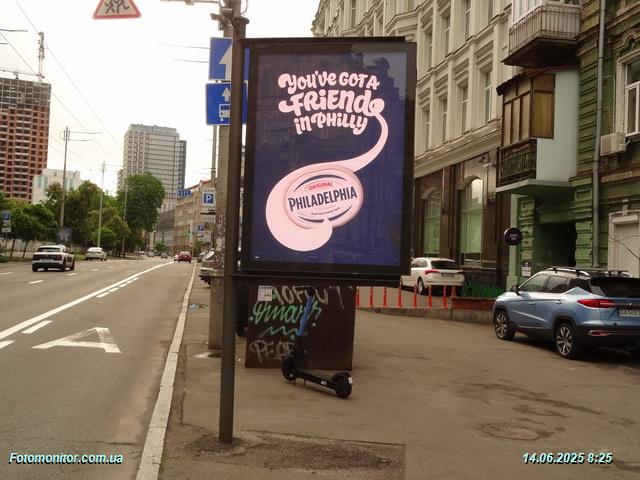 You've GOT A
FRIEND
in PHILLY
ORIGINAL
PHILADELPHIA
P
A
Fotomonitor.com.ua
14.06.2025 8:25